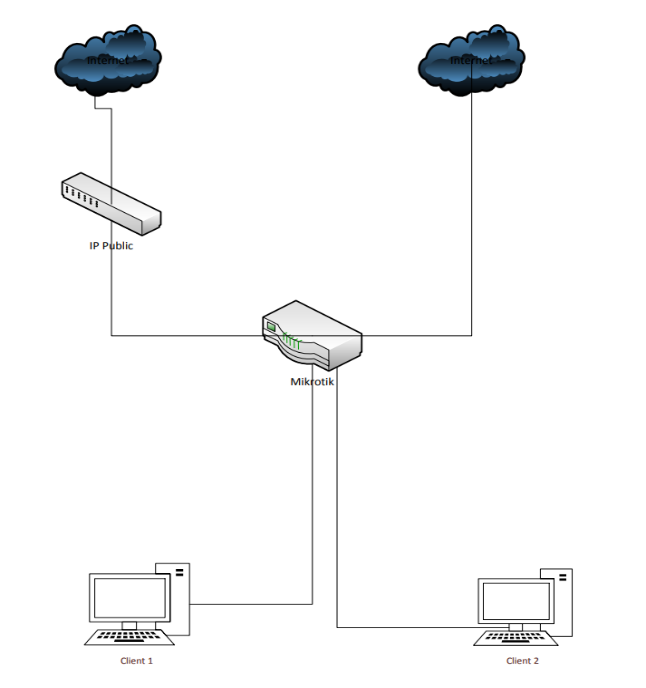 Internet
Internet
IP Public
Mikrotik
Client 1
Client 2